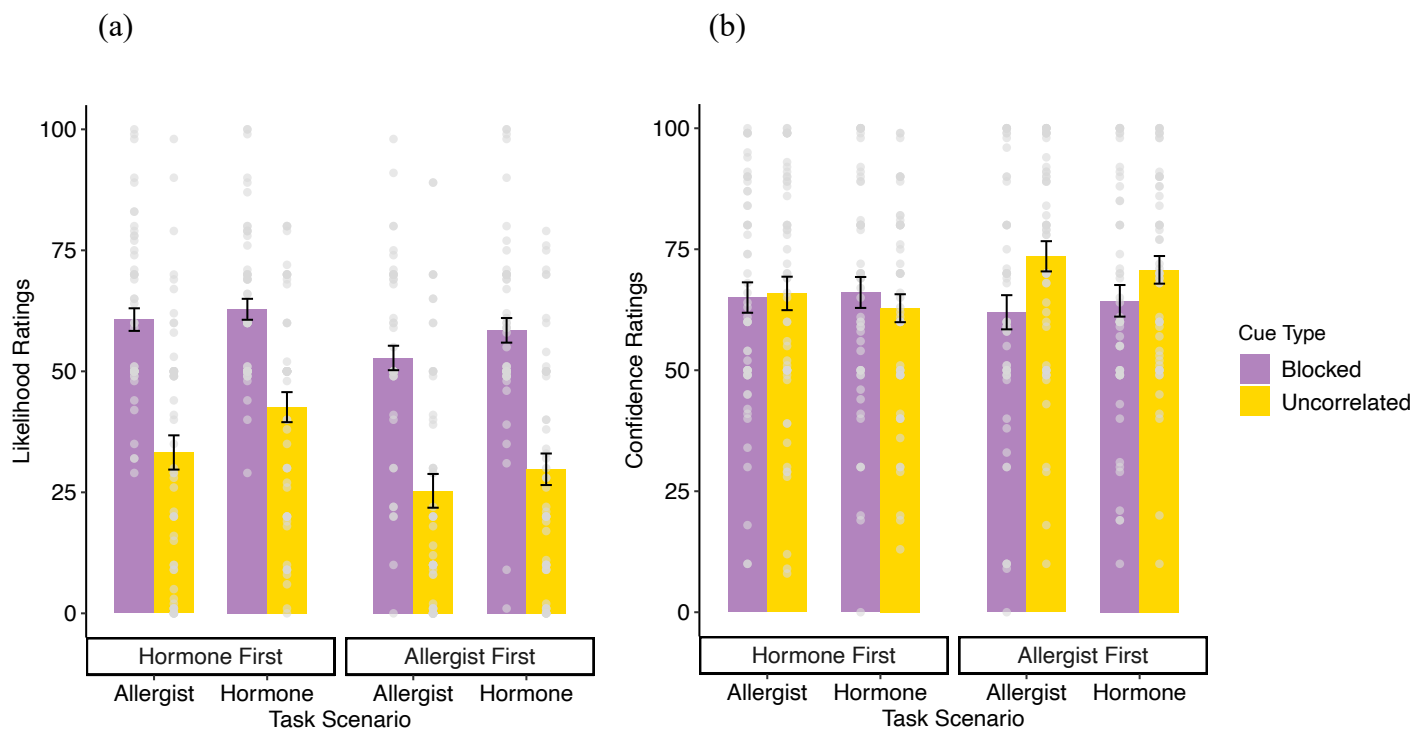 (a)
(b)
Likelihood Ratings
100
75
50
25
0
Hormone First
Allergist First
Allergist
Hormone
Allergist
Hormone
Task Scenario
Confidence Ratings
100
75
50
25
0
Hormone First
Allergist First
Allergist
Hormone
Allergist
Hormone
Task Scenario
Cue Type
Blocked
Uncorrelated